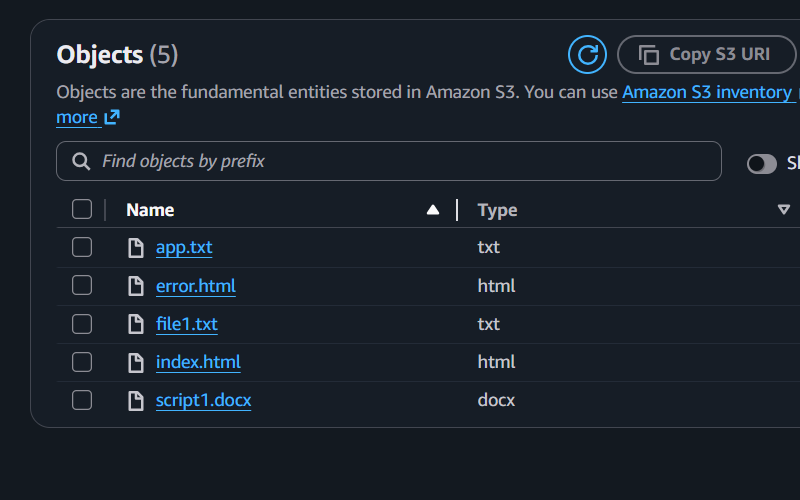 Objects (5)
Copy S3 URI
Objects are the fundamental entities stored in Amazon S3. You can use Amazon S3 inventory
more
Find objects by prefix
Name Type
app.txt txt
error.html html
file1.txt txt
index.html html
script1.docx docx